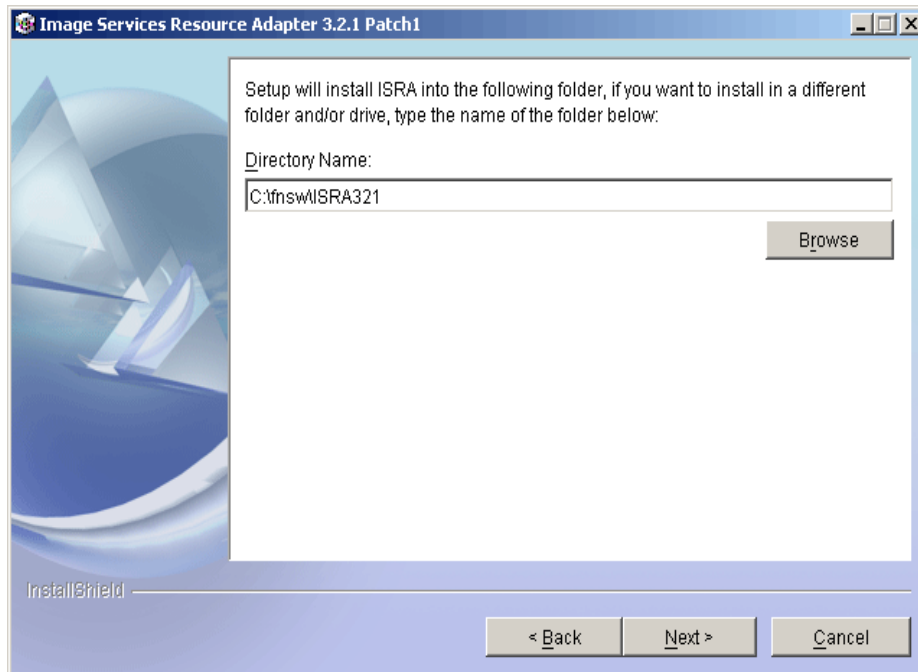 Image Services Resource Adapter 3.2.1 Patch1
Setup will install ISRA into the following folder, if you want to install in a different
folder and/or drive, type the name of the folder below:
Directory Name:
C:\fnsw\ISRA321
Browse
InstallShield
< Back
Next >
Cancel